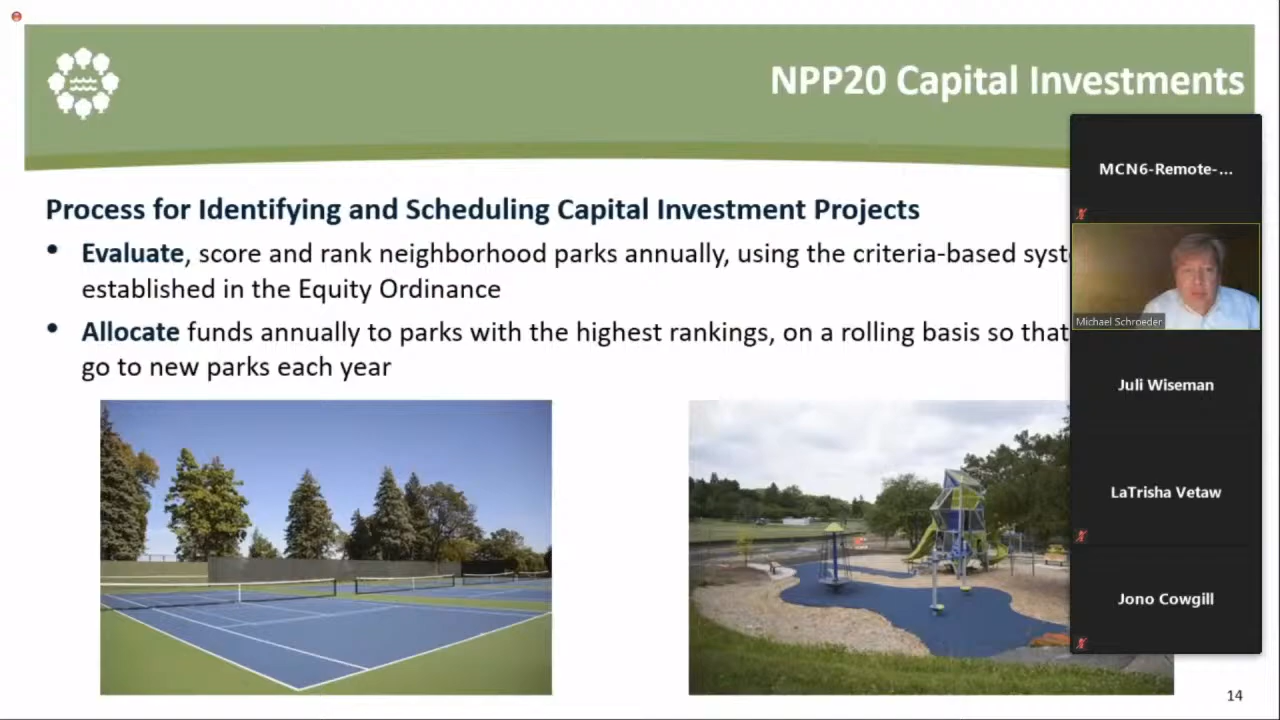 NPP20 Capital Investments
MCN6-Remote-...
Process for Identifying and Scheduling Capital Investment Projects
• Evaluate, score and rank neighborhood parks annually, using the criteria-based
established in the Equity Ordinance
Michael Schroeder
• Allocate funds annually to parks with the highest rankings, on a rolling basis so that
go to new parks each year
Juli Wiseman
LaTrisha Vetaw
Jono Cowgill
14